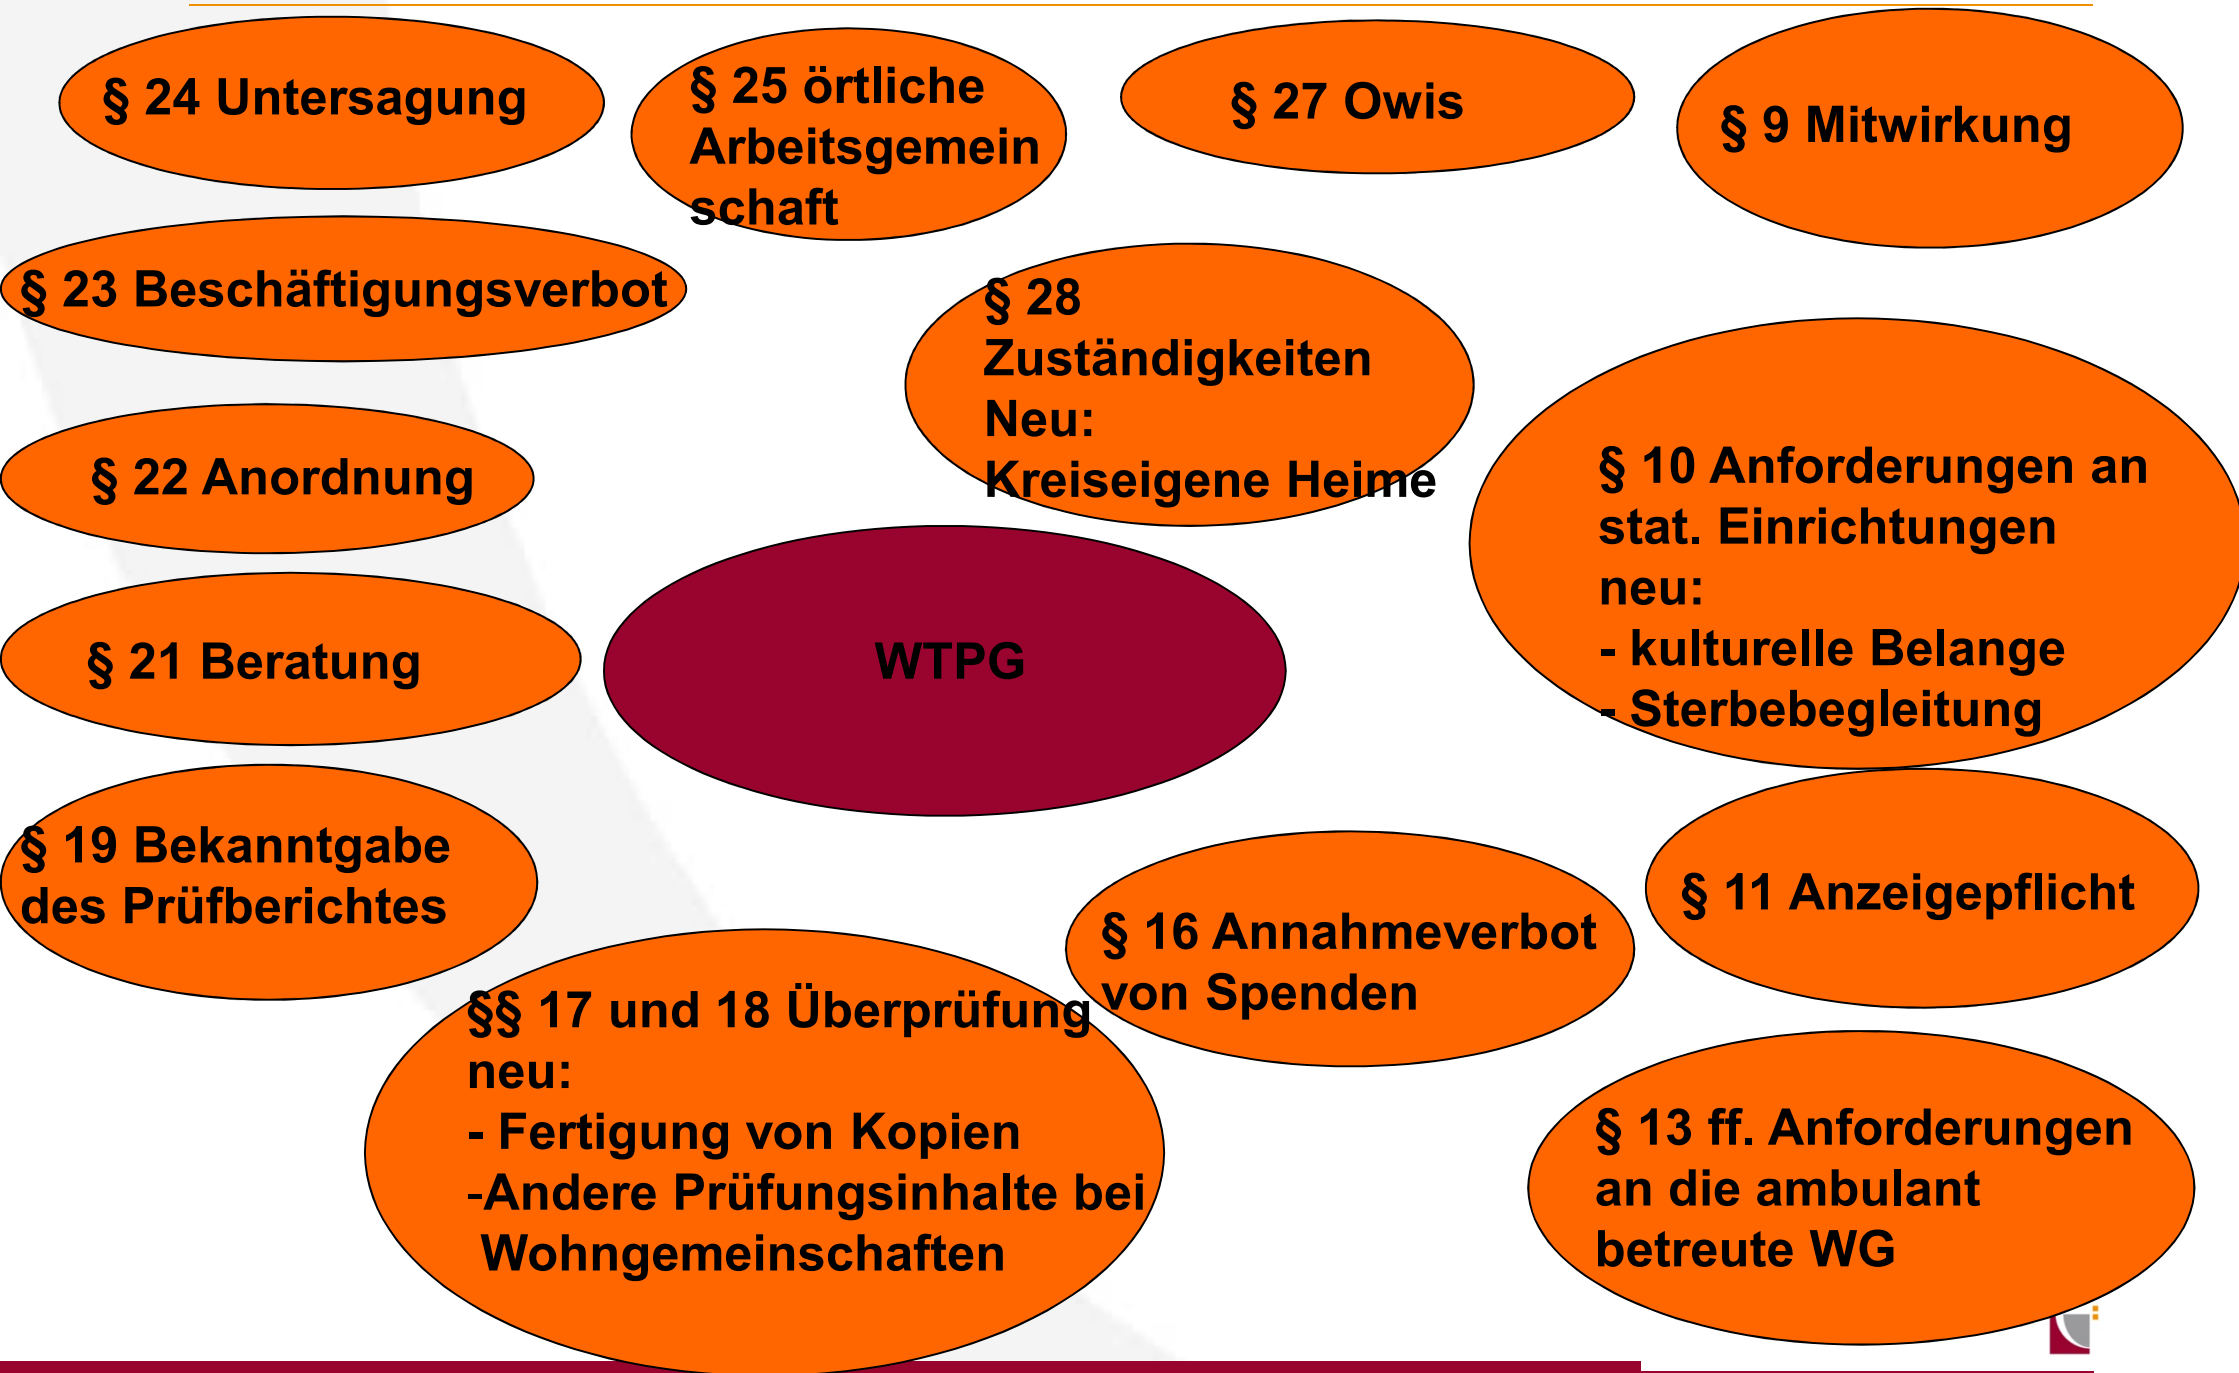 § 24 Untersagung
§ 25 örtliche
Arbeitsgemein
schaft
§ 27 Owis
§ 9 Mitwirkung
§ 23 Beschäftigungsverbot
§ 28
Zuständigkeiten
Neu:
Kreiseigene Heime
§ 22 Anordnung
§ 10 Anforderungen an
stat. Einrichtungen
neu:
- kulturelle Belange
- Sterbebegleitung
§ 21 Beratung
WTPG
§ 19 Bekanntgabe
des Prüfberichtes
§ 16 Annahmeverbot
von Spenden
§ 11 Anzeigepflicht
§§ 17 und 18 Überprüfung
neu:
- Fertigung von Kopien
-Andere Prüfungsinhalte bei
Wohngemeinschaften
§ 13 ff. Anforderungen
an die ambulant
betreute WG